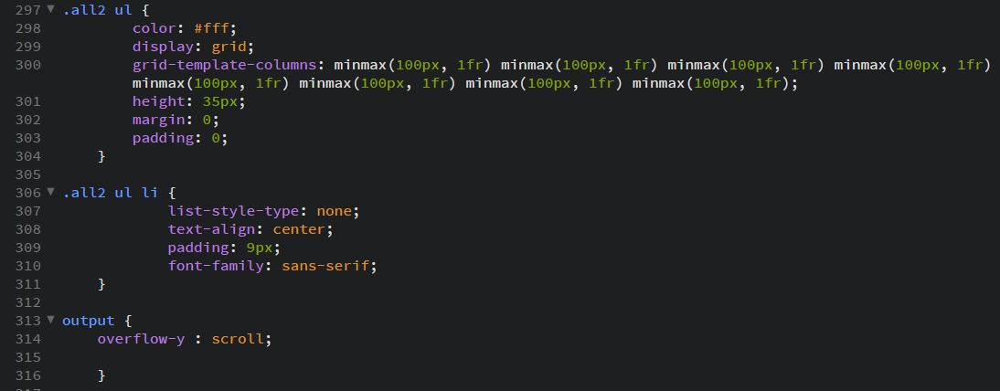 297 .all2 ul {
298 color: #fff;
299 display: grid;
300 grid-template-columns: minmax(100px, 1fr) minmax(100px, 1fr) minmax(100px, 1fr) minmax(100px, 1fr)
minmax(100px, 1fr) minmax(100px, 1fr) minmax(100px, 1fr) minmax(100px, 1fr);
301 height: 35px;
302 margin: 0;
303 padding: 0;
304 }
305
306 .all2 ul li {
307 list-style-type: none;
308 text-align: center;
309 padding: 9px;
310 font-family: sans-serif;
311 }
312
313 output {
314 overflow-y : scroll;
315
316 }